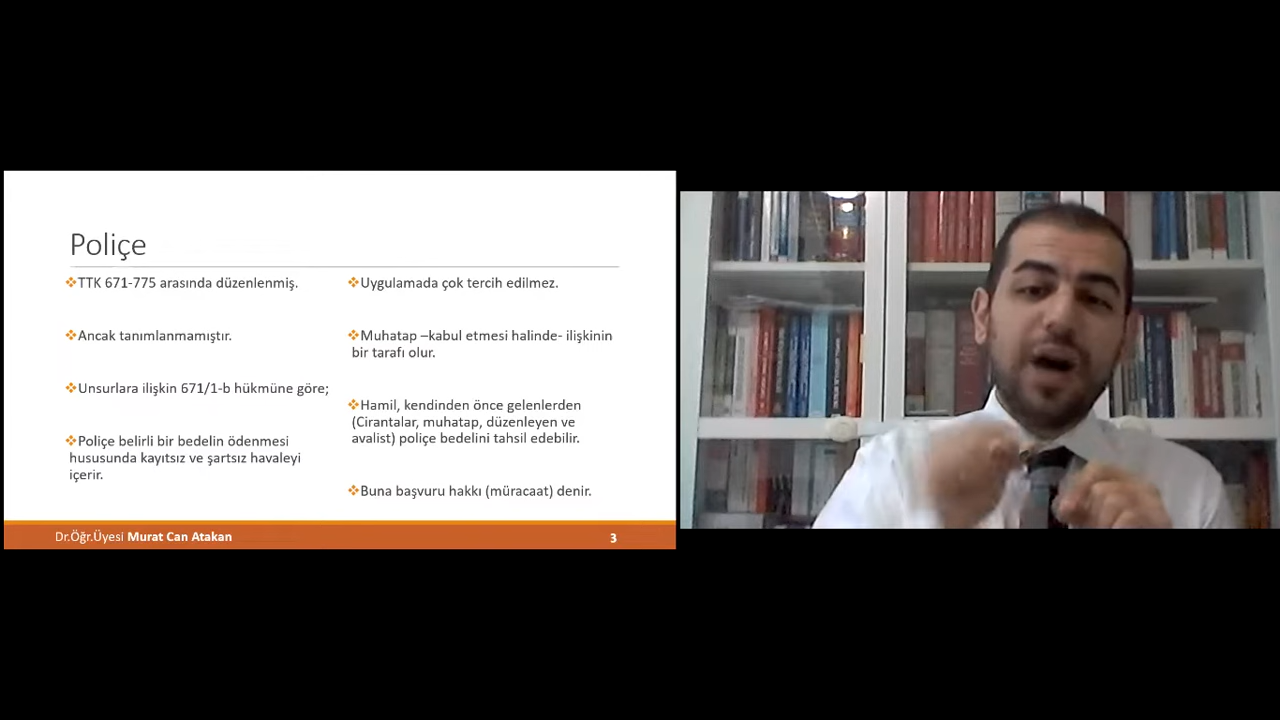 Poliçe
❖TTK 671-775 arasında düzenlenmiş.
❖Ancak tanımlanmamıştır.
❖Unsurlara ilişkin 671/1-b hükmüne göre;
❖Poliçe belirli bir bedelin ödenmesi
hususunda kayıtsız ve şartsız havaleyi
içerir.
❖Uygulamada çok tercih edilmez.
❖Muhatap –kabul etmesi halinde- ilişkinin
bir tarafı olur.
❖Hamil, kendinden önce gelenlerden
(Cirantalar, muhatap, düzenleyen ve
avalist) poliçe bedelini tahsil edebilir.
❖Buna başvuru hakkı (müracaat) denir.
Dr.Öğr.Üyesi Murat Can Atakan
3